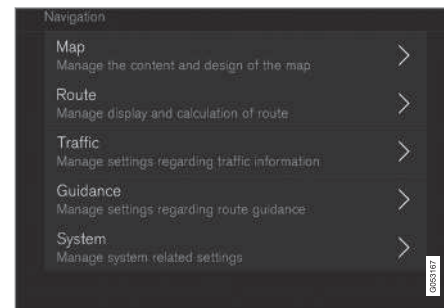 Navigation
Map
Manage the content and design of the map
Route
Manage display and calculation of route
Traffic
Manage settings regarding traffic information
Guidance
Manage settings regarding route guidance
System
Manage system related settings
G053167